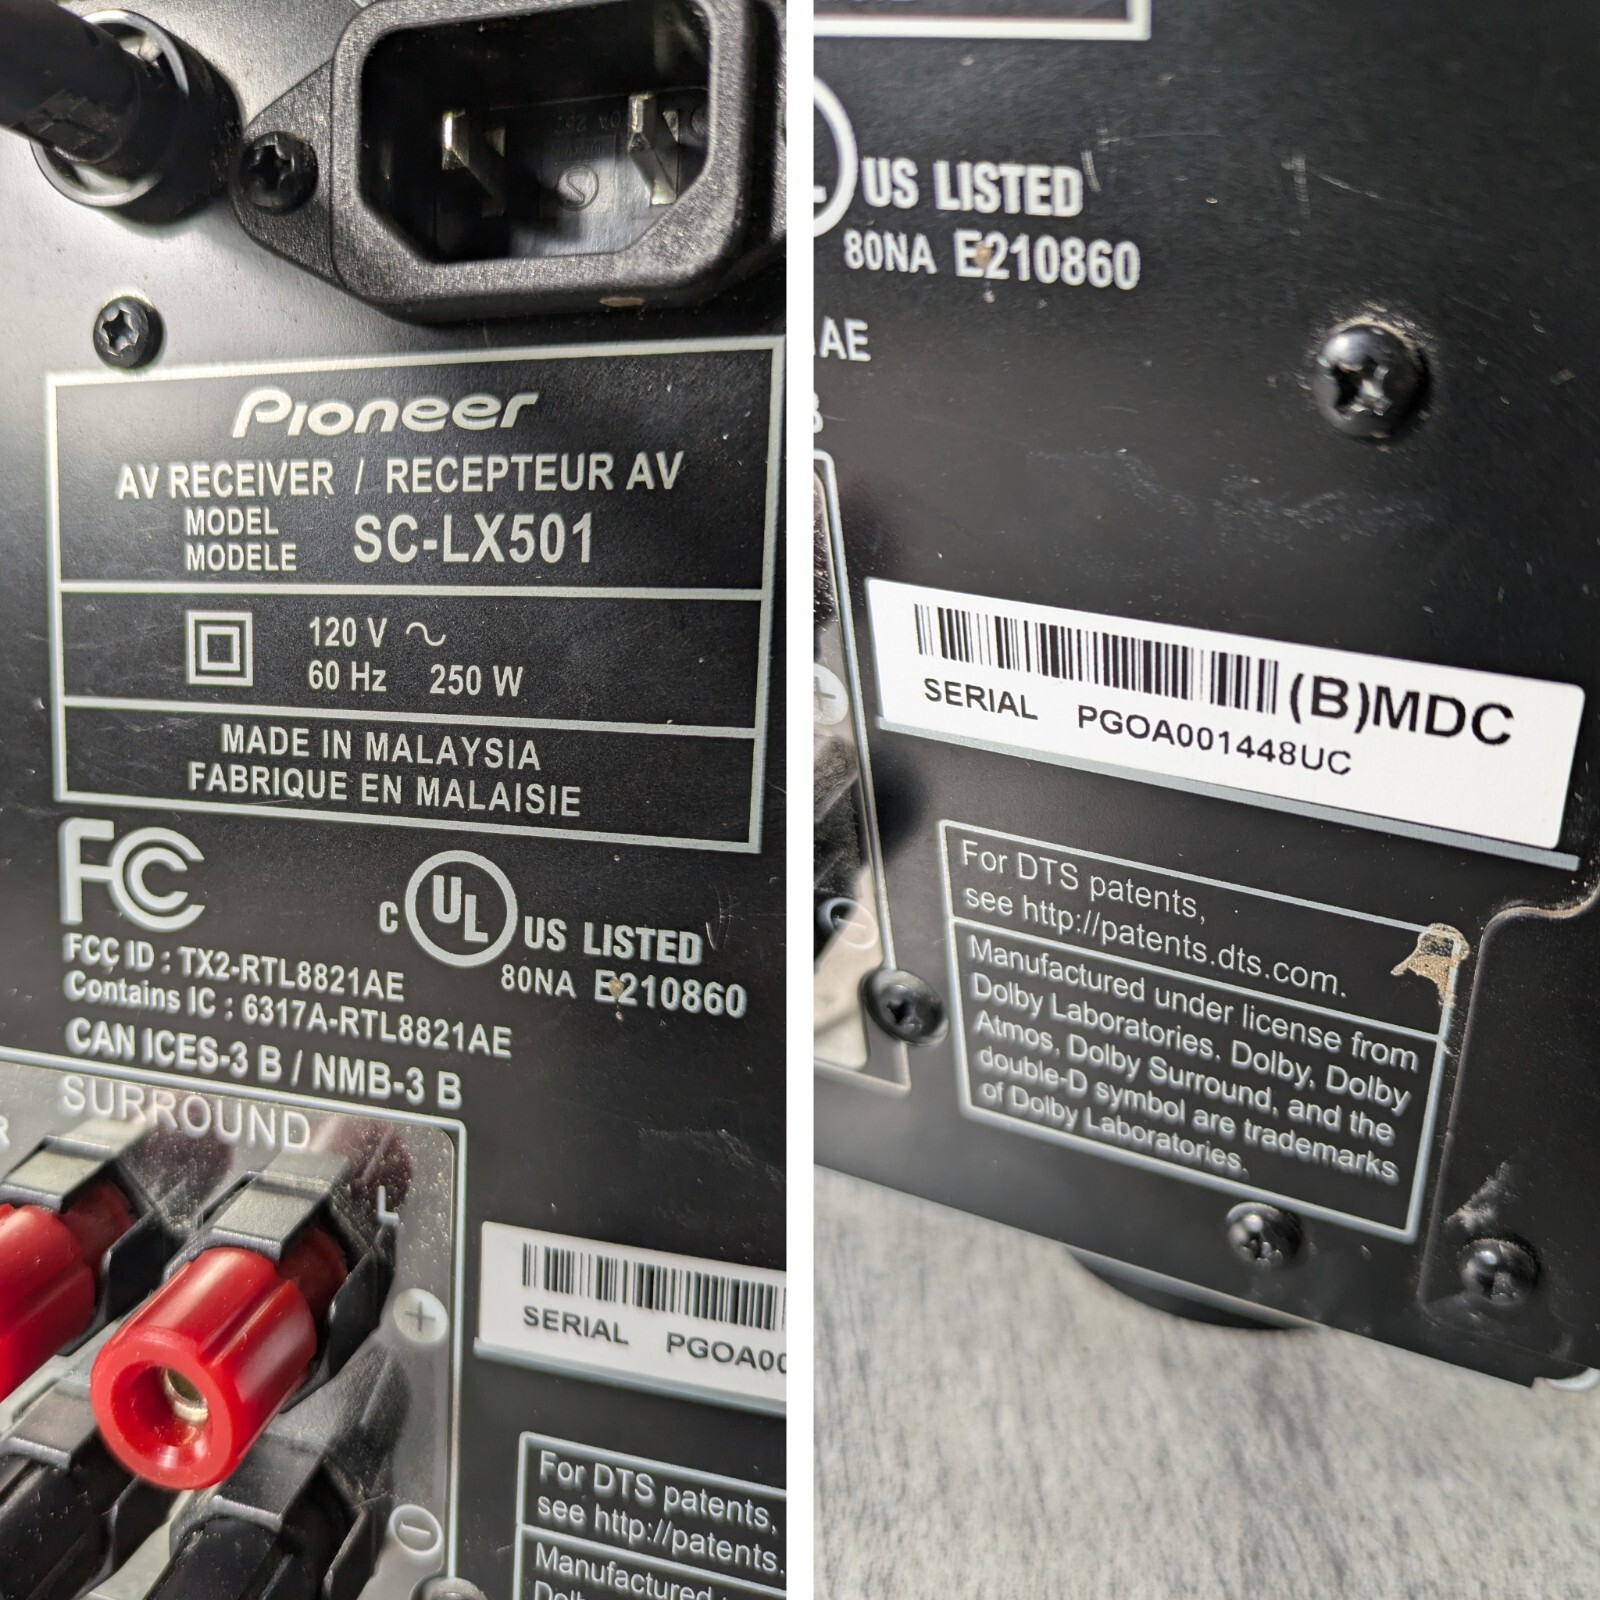 Pioneer
AV RECEIVER / RECEPTEUR AV
MODEL
MODELE
SC-LX501
120 V ~
60 Hz 250 W
MADE IN MALAYSIA
FABRIQUE EN MALAISIE
FC
C UL US LISTED
80NA E210860
FCC ID : TX2-RTL8821AE
Contains IC : 6317A-RTL8821AE
CAN ICES-3 B / NMB-3 B
SURROUND
R
L
+
SERIAL PGOA00
−
For DTS patents,
see http://patents.
Manufactured
US LISTED
80NA E210860
AE
B
(B)MDC
SERIAL PGOA001448UC
+
−
For DTS patents,
see http://patents.dts.com.
Manufactured under license from
Dolby Laboratories. Dolby, Dolby
Atmos, Dolby Surround, and the
double-D symbol are trademarks
of Dolby Laboratories.